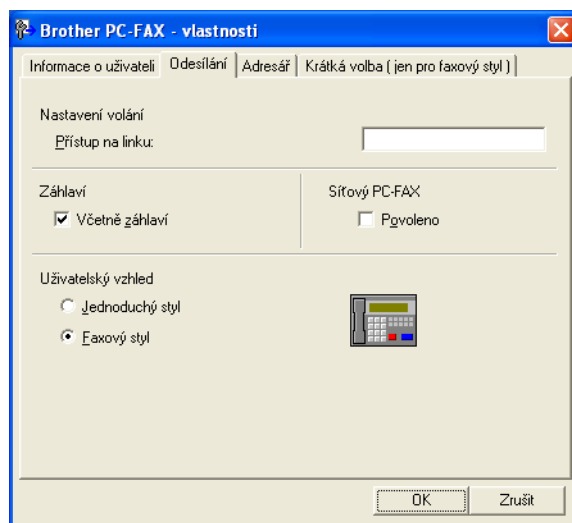 Brother PC-FAX - vlastnosti
Informace o uživateli Odesílání Adresář Krátká volba ( jen pro faxový styl )
Nastavení volání
Přístup na linku:
Záhlaví Síťový PC-FAX
Včetně záhlaví Povoleno
Uživatelský vzhled
Jednoduchý styl
Faxový styl
OK Zrušit